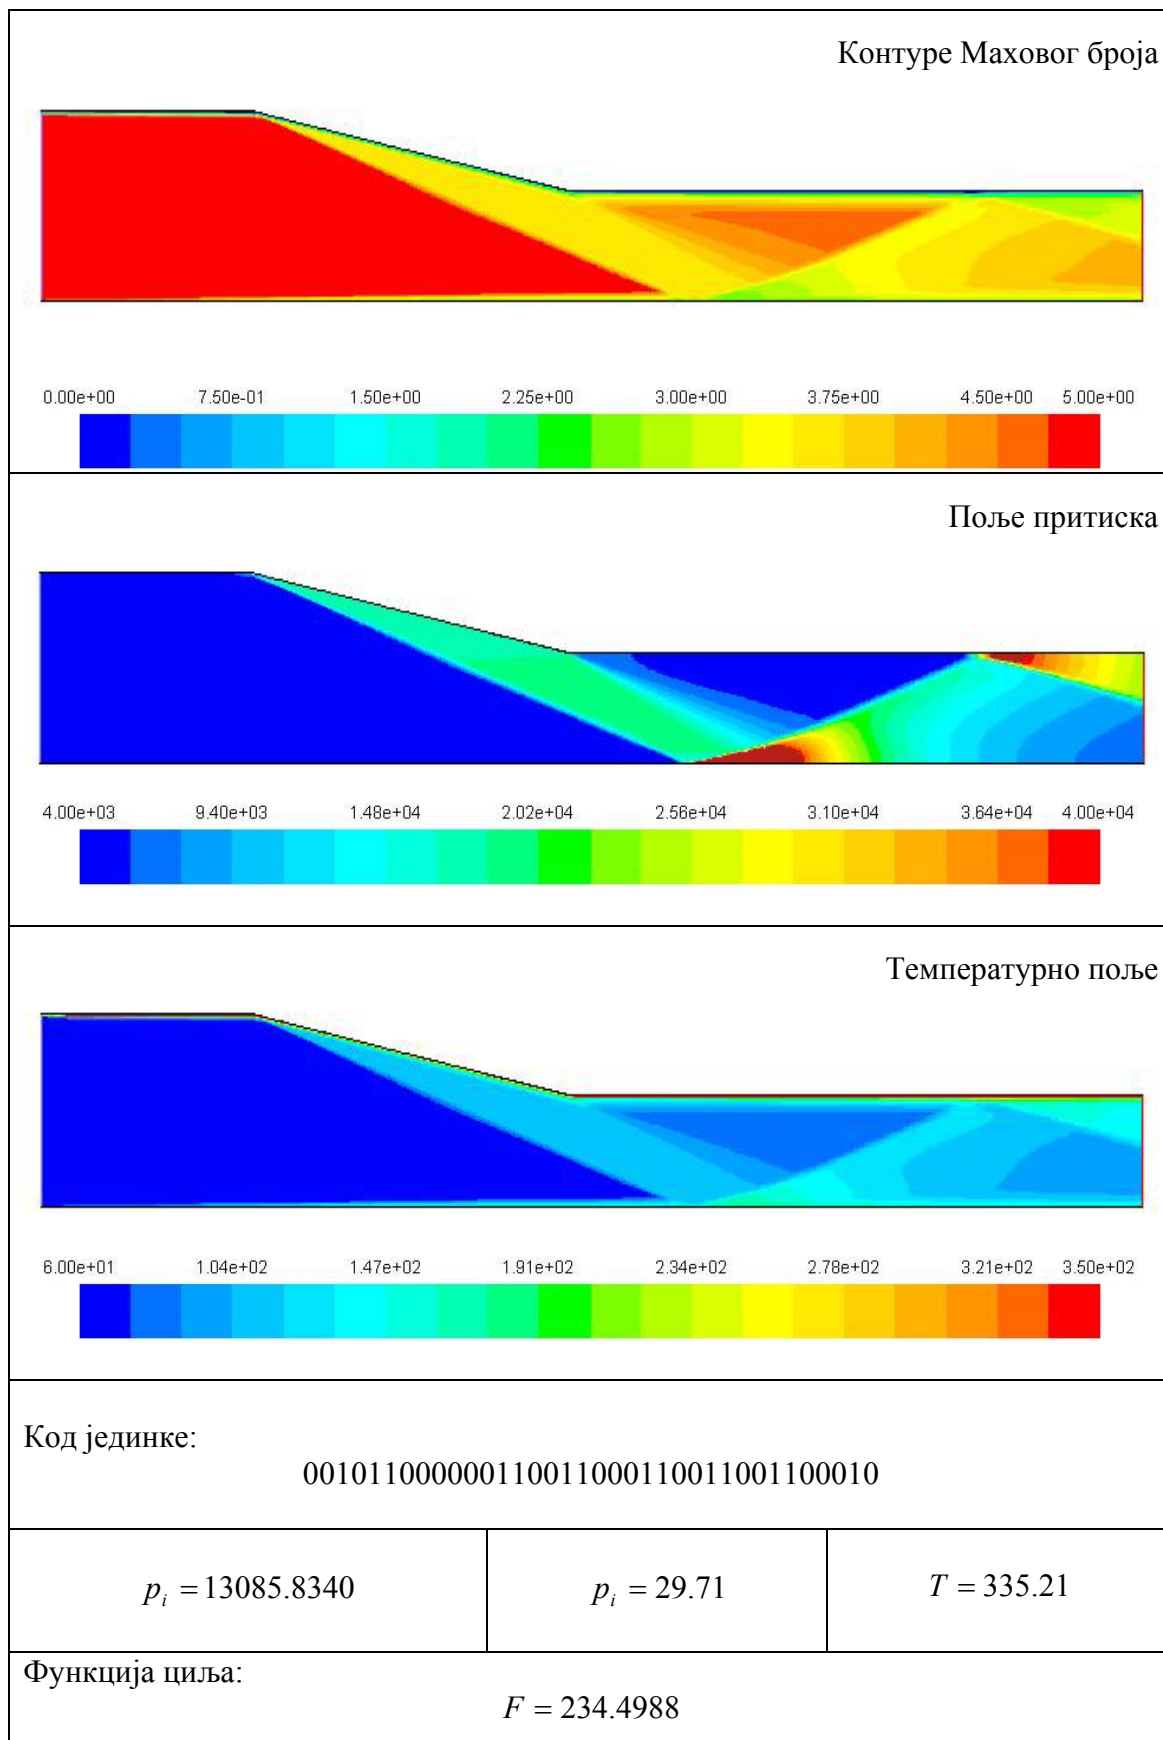 Контуре Маховог броја
0.00e+00 7.50e-01 1.50e+00 2.25e+00 3.00e+00 3.75e+00 4.50e+00 5.00e+00
Поље притиска
4.00e+03 9.40e+03 1.48e+04 2.02e+04 2.56e+04 3.10e+04 3.64e+04 4.00e+04
Температурно поље
6.00e+01 1.04e+02 1.47e+02 1.91e+02 2.34e+02 2.78e+02 3.21e+02 3.50e+02
Код јединке:
001011000000110011000110011001100010
p_i = 13085.8340 p_i = 29.71 T = 335.21
Функција циља:
F = 234.4988